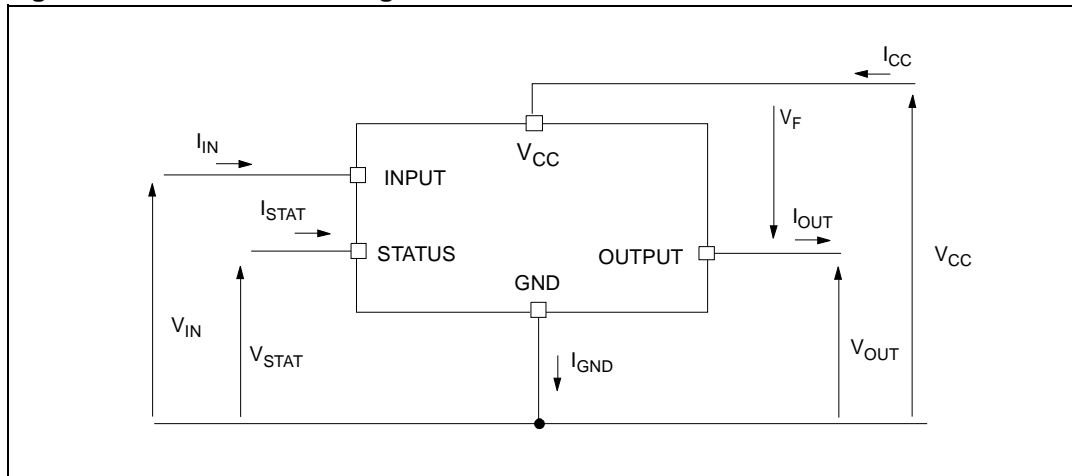 I_CC
V_F
V_CC
I_IN
INPUT
I_STAT
I_OUT
STATUS
OUTPUT
V_CC
GND
V_IN
V_STAT
I_GND
V_OUT